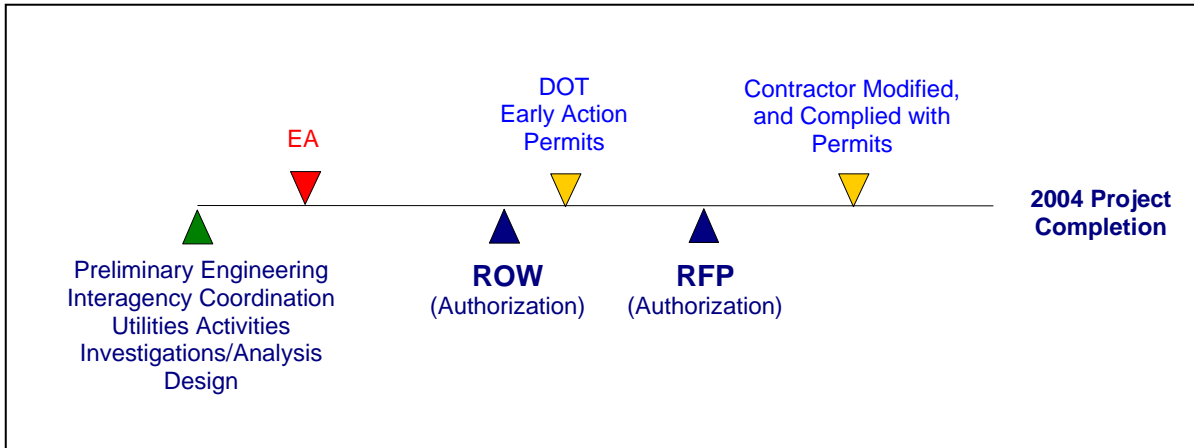 EA
DOT
Early Action
Permits
Contractor Modified,
and Complied with
Permits
2004 Project
Completion
Preliminary Engineering
Interagency Coordination
Utilities Activities
Investigations/Analysis
Design
ROW
(Authorization)
RFP
(Authorization)